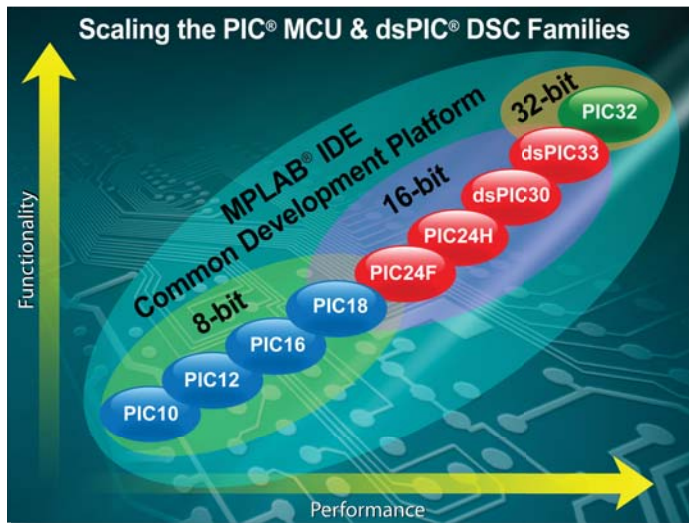 Scaling the PIC® MCU & dsPIC® DSC Families
Functionality
MPLAB® IDE
Common Development Platform
32-bit
PIC32
dsPIC33
16-bit
dsPIC30
PIC24H
PIC24F
8-bit
PIC18
PIC16
PIC12
PIC10
Performance